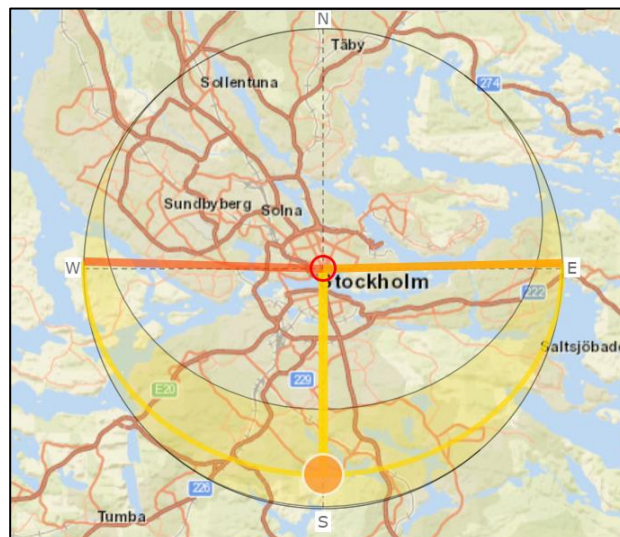 N
Täby
Sollentuna
274
Sundbyberg
Solna
W
E
Stockholm
222
Saltsjöbade
229
E20
226
Tumba
S